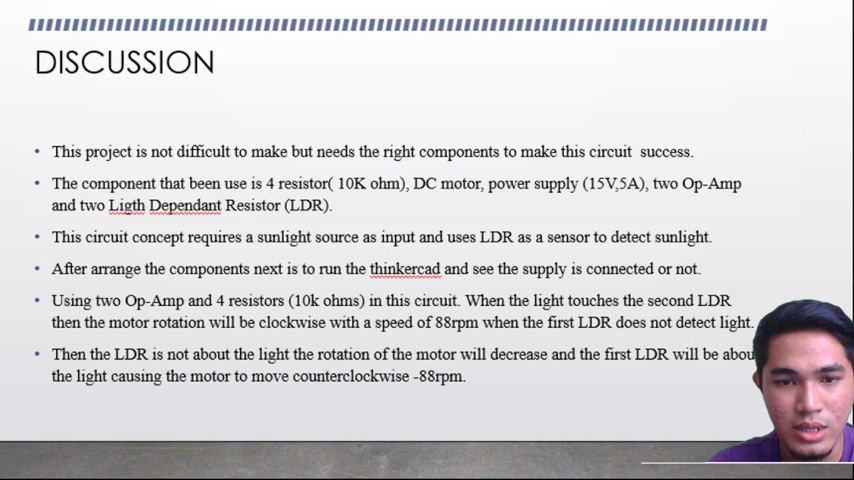 DISCUSSION
This project is not difficult to make but needs the right components to make this circuit success.
The component that been use is 4 resistor( 10K ohm), DC motor, power supply (15V,5A), two Op-Amp
and two Ligth Dependant Resistor (LDR).
This circuit concept requires a sunlight source as input and uses LDR as a sensor to detect sunlight.
After arrange the components next is to run the thinkercad and see the supply is connected or not.
Using two Op-Amp and 4 resistors (10k ohms) in this circuit. When the light touches the second LDR
then the motor rotation will be clockwise with a speed of 88rpm when the first LDR does not detect light.
Then the LDR is not about the light the rotation of the motor will decrease and the first LDR will be abou
the light causing the motor to move counterclockwise -88rpm.